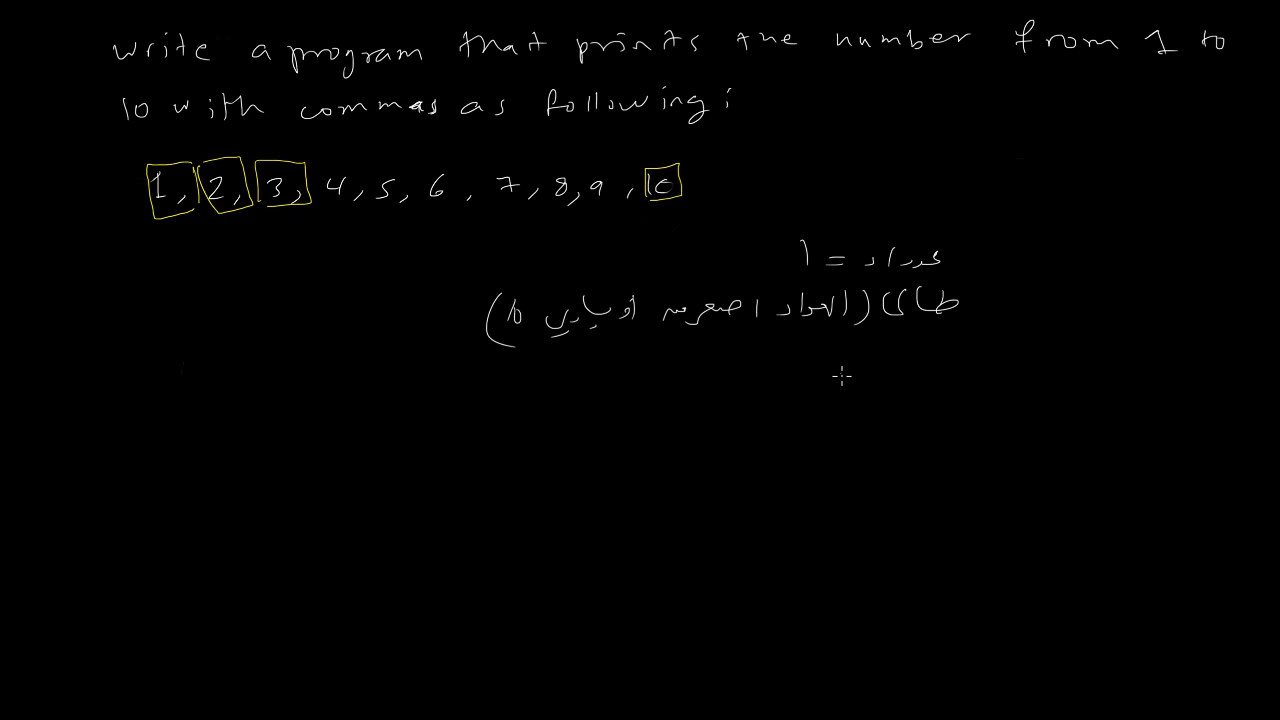 write a program that prints the number from 1 to
10 with commas as following:
1, 2, 3, 4, 5, 6, 7, 8, 9, 10
عداد = 1
طالما (العداد اصغر من او يساوي 10)